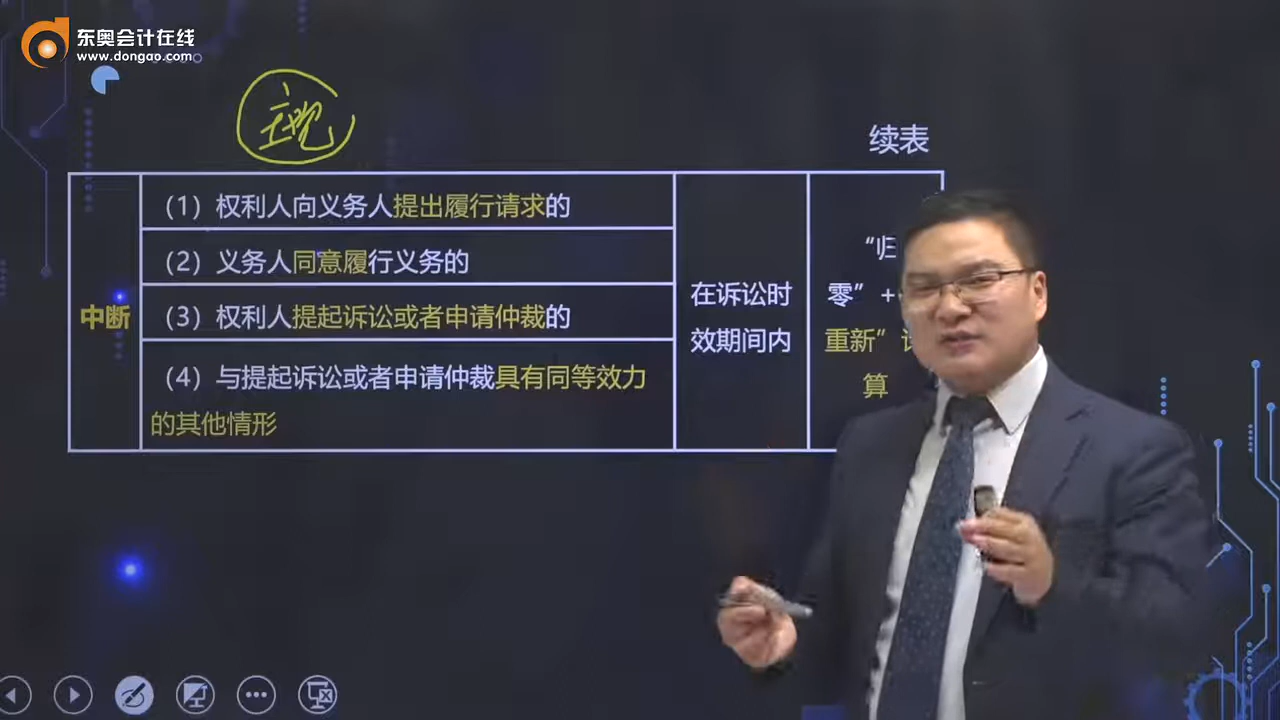 东奥会计在线
www.dongao.com
主观
续表
(1)权利人向义务人提出履行请求的
(2)义务人同意履行义务的
(3)权利人提起诉讼或者申请仲裁的
(4)与提起诉讼或者申请仲裁具有同等效力
的其他情形
中断
在诉讼时
效期间内
“归
零”+
重新”
算